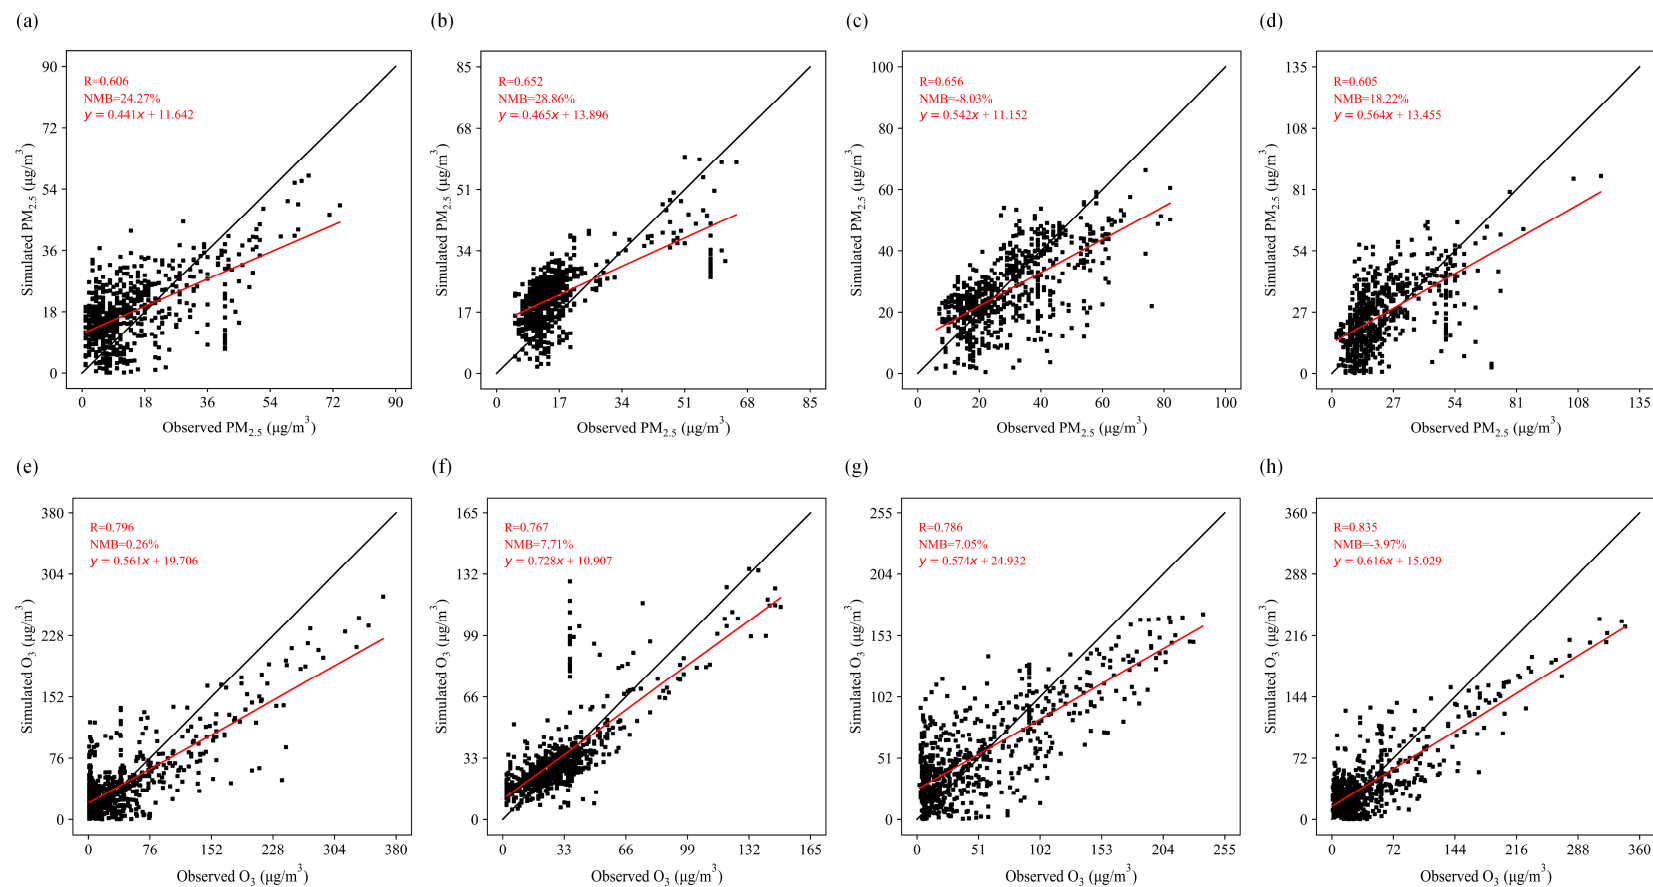 (a)
R=0.606
NMB=24.27%
y = 0.441x + 11.642
90
72
54
36
18
0
0 18 36 54 72 90
Simulated PM2.5 (μg/m3)
Observed PM2.5 (μg/m3)
(b)
R=0.652
NMB=28.86%
y = 0.465x + 13.896
85
68
51
34
17
0
0 17 34 51 68 85
Simulated PM2.5 (μg/m3)
Observed PM2.5 (μg/m3)
(c)
R=0.656
NMB=-8.03%
y = 0.542x + 11.152
100
80
60
40
20
0
0 20 40 60 80 100
Simulated PM2.5 (μg/m3)
Observed PM2.5 (μg/m3)
(d)
R=0.605
NMB=18.22%
y = 0.564x + 13.455
135
108
81
54
27
0
0 27 54 81 108 135
Simulated PM2.5 (μg/m3)
Observed PM2.5 (μg/m3)
(e)
R=0.796
NMB=0.26%
y = 0.561x + 19.706
380
304
228
152
76
0
0 76 152 228 304 380
Simulated O3 (μg/m3)
Observed O3 (μg/m3)
(f)
R=0.767
NMB=7.71%
y = 0.728x + 10.907
165
132
99
66
33
0
0 33 66 99 132 165
Simulated O3 (μg/m3)
Observed O3 (μg/m3)
(g)
R=0.786
NMB=7.05%
y = 0.574x + 24.932
255
204
153
102
51
0
0 51 102 153 204 255
Simulated O3 (μg/m3)
Observed O3 (μg/m3)
(h)
R=0.835
NMB=-3.97%
y = 0.616x + 15.029
360
288
216
144
72
0
0 72 144 216 288 360
Simulated O3 (μg/m3)
Observed O3 (μg/m3)